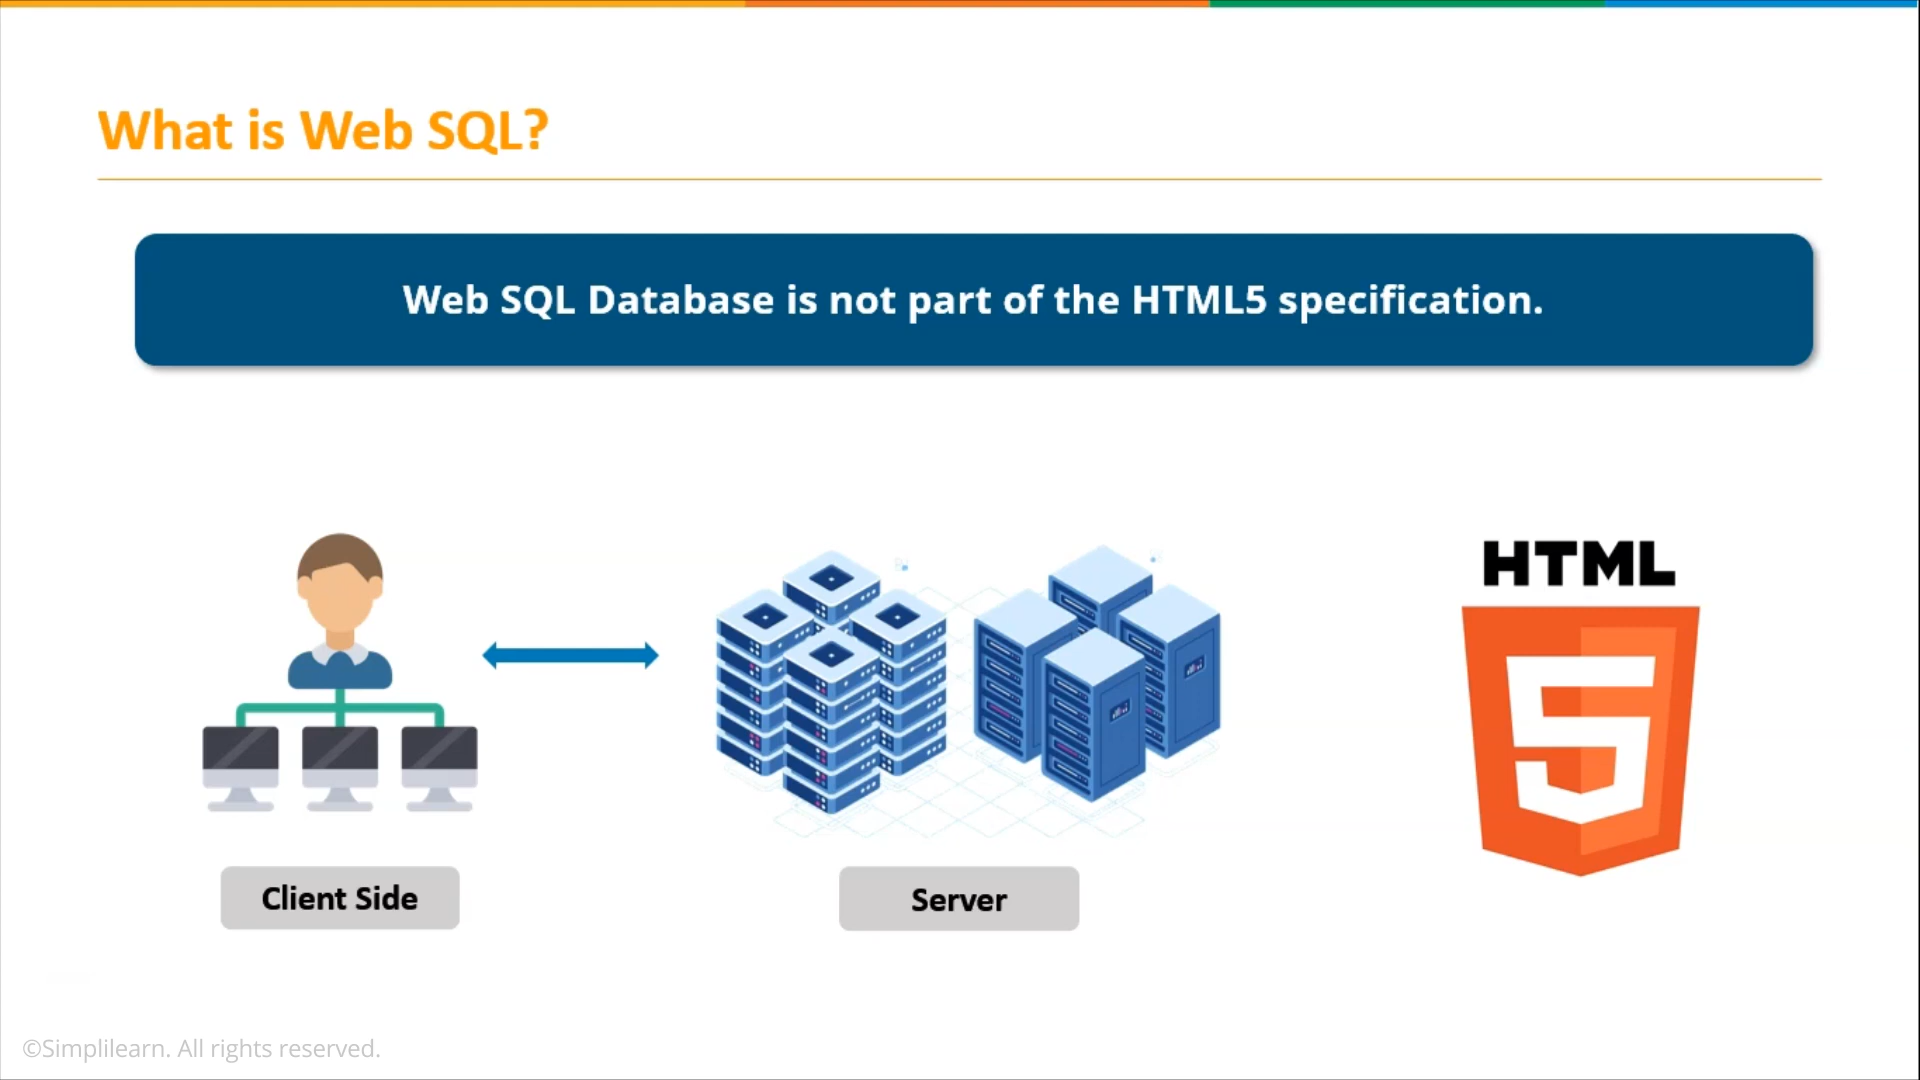 What is Web SQL?
Web SQL Database is not part of the HTML5 specification.
HTML
5
Client Side
Server
©Simplilearn. All rights reserved.